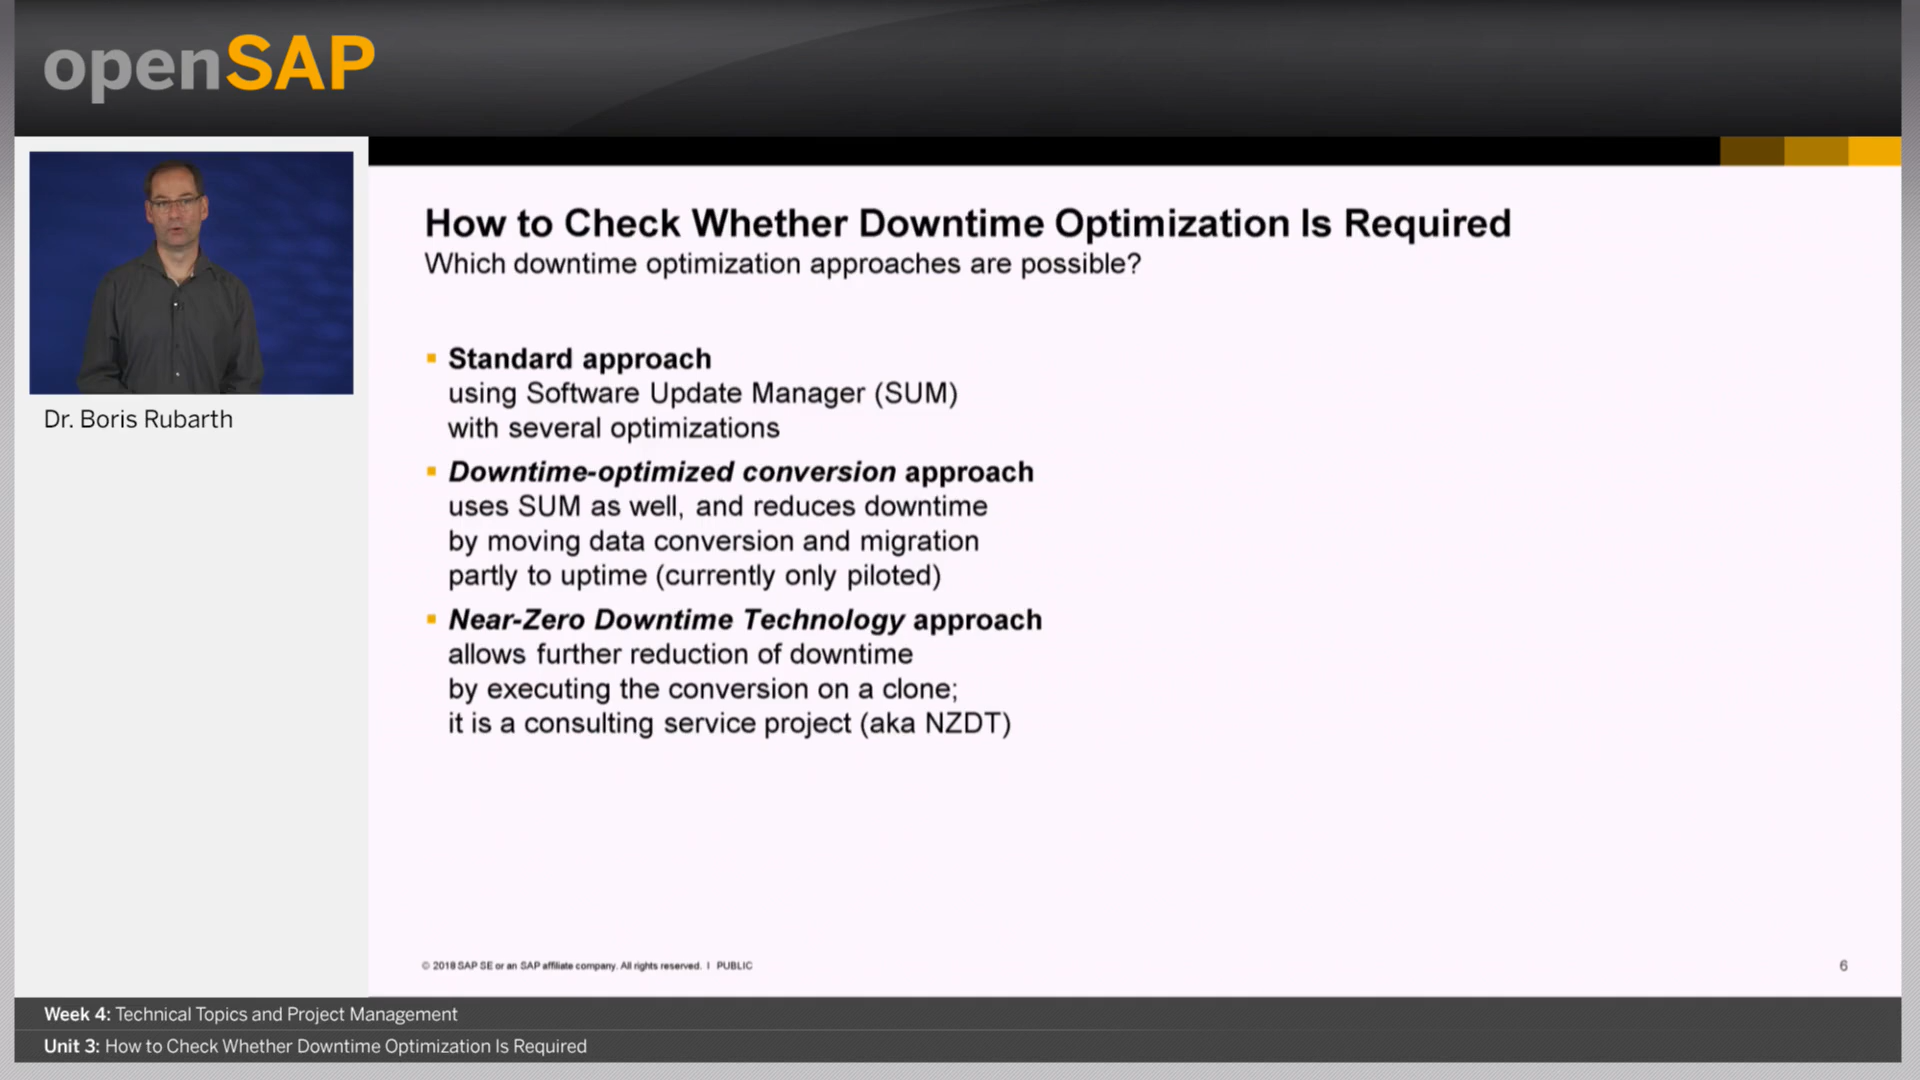 openSAP
Dr. Boris Rubarth
How to Check Whether Downtime Optimization Is Required
Which downtime optimization approaches are possible?
Standard approach
using Software Update Manager (SUM)
with several optimizations
Downtime-optimized conversion approach
uses SUM as well, and reduces downtime
by moving data conversion and migration
partly to uptime (currently only piloted)
Near-Zero Downtime Technology approach
allows further reduction of downtime
by executing the conversion on a clone;
it is a consulting service project (aka NZDT)
© 2018 SAP SE or an SAP affiliate company. All rights reserved. I PUBLIC
6
Week 4: Technical Topics and Project Management
Unit 3: How to Check Whether Downtime Optimization Is Required